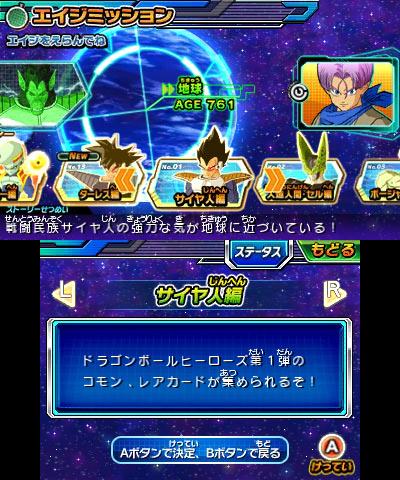 エイジミッション
エイジをえらんでね
地球
AGE 761
NEW
No.13
No.01
No.02
No.03
ターレス編
サイヤ人編
人造人間・セル編
ストーリーせつめい
戦闘民族サイヤ人の強力な気が地球に近づいている！
ステータス
もどる
L
サイヤ人編
R
ドラゴンボールヒーローズ第1弾の
コモン、レアカードが集められるぞ！
Aボタンで決定、Bボタンで戻る
A
けってい